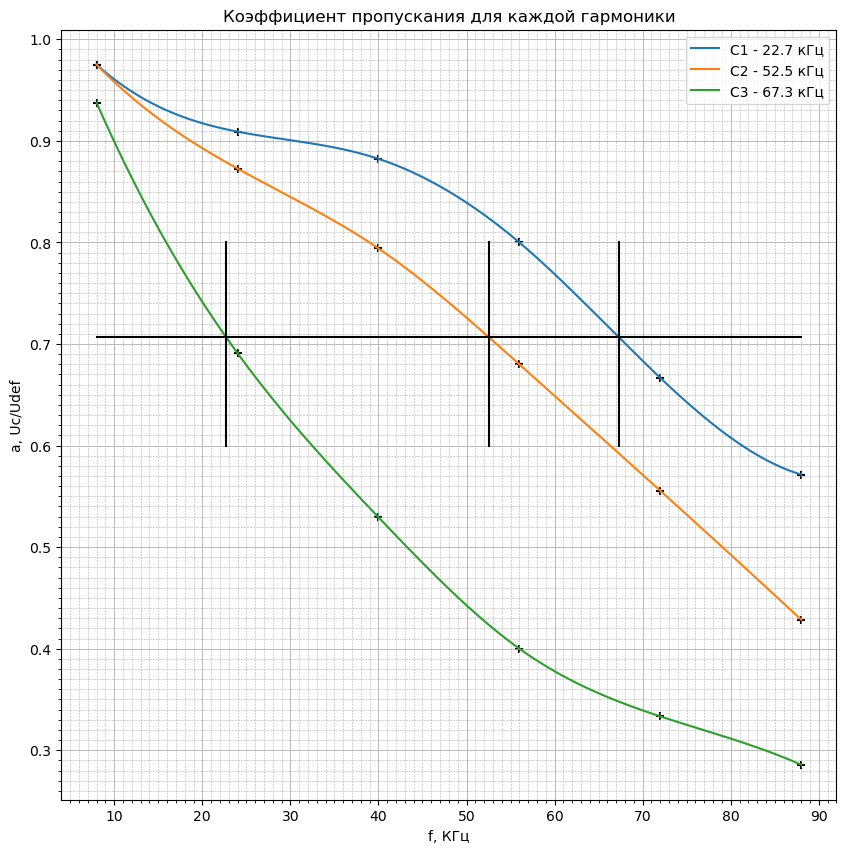 Коэффициент пропускания для каждой гармоники
C1 - 22.7 кГц
C2 - 52.5 кГц
C3 - 67.3 кГц
1.0
0.9
0.8
0.7
0.6
0.5
0.4
0.3
a, Uc/Udef
10 20 30 40 50 60 70 80 90
f, КГц